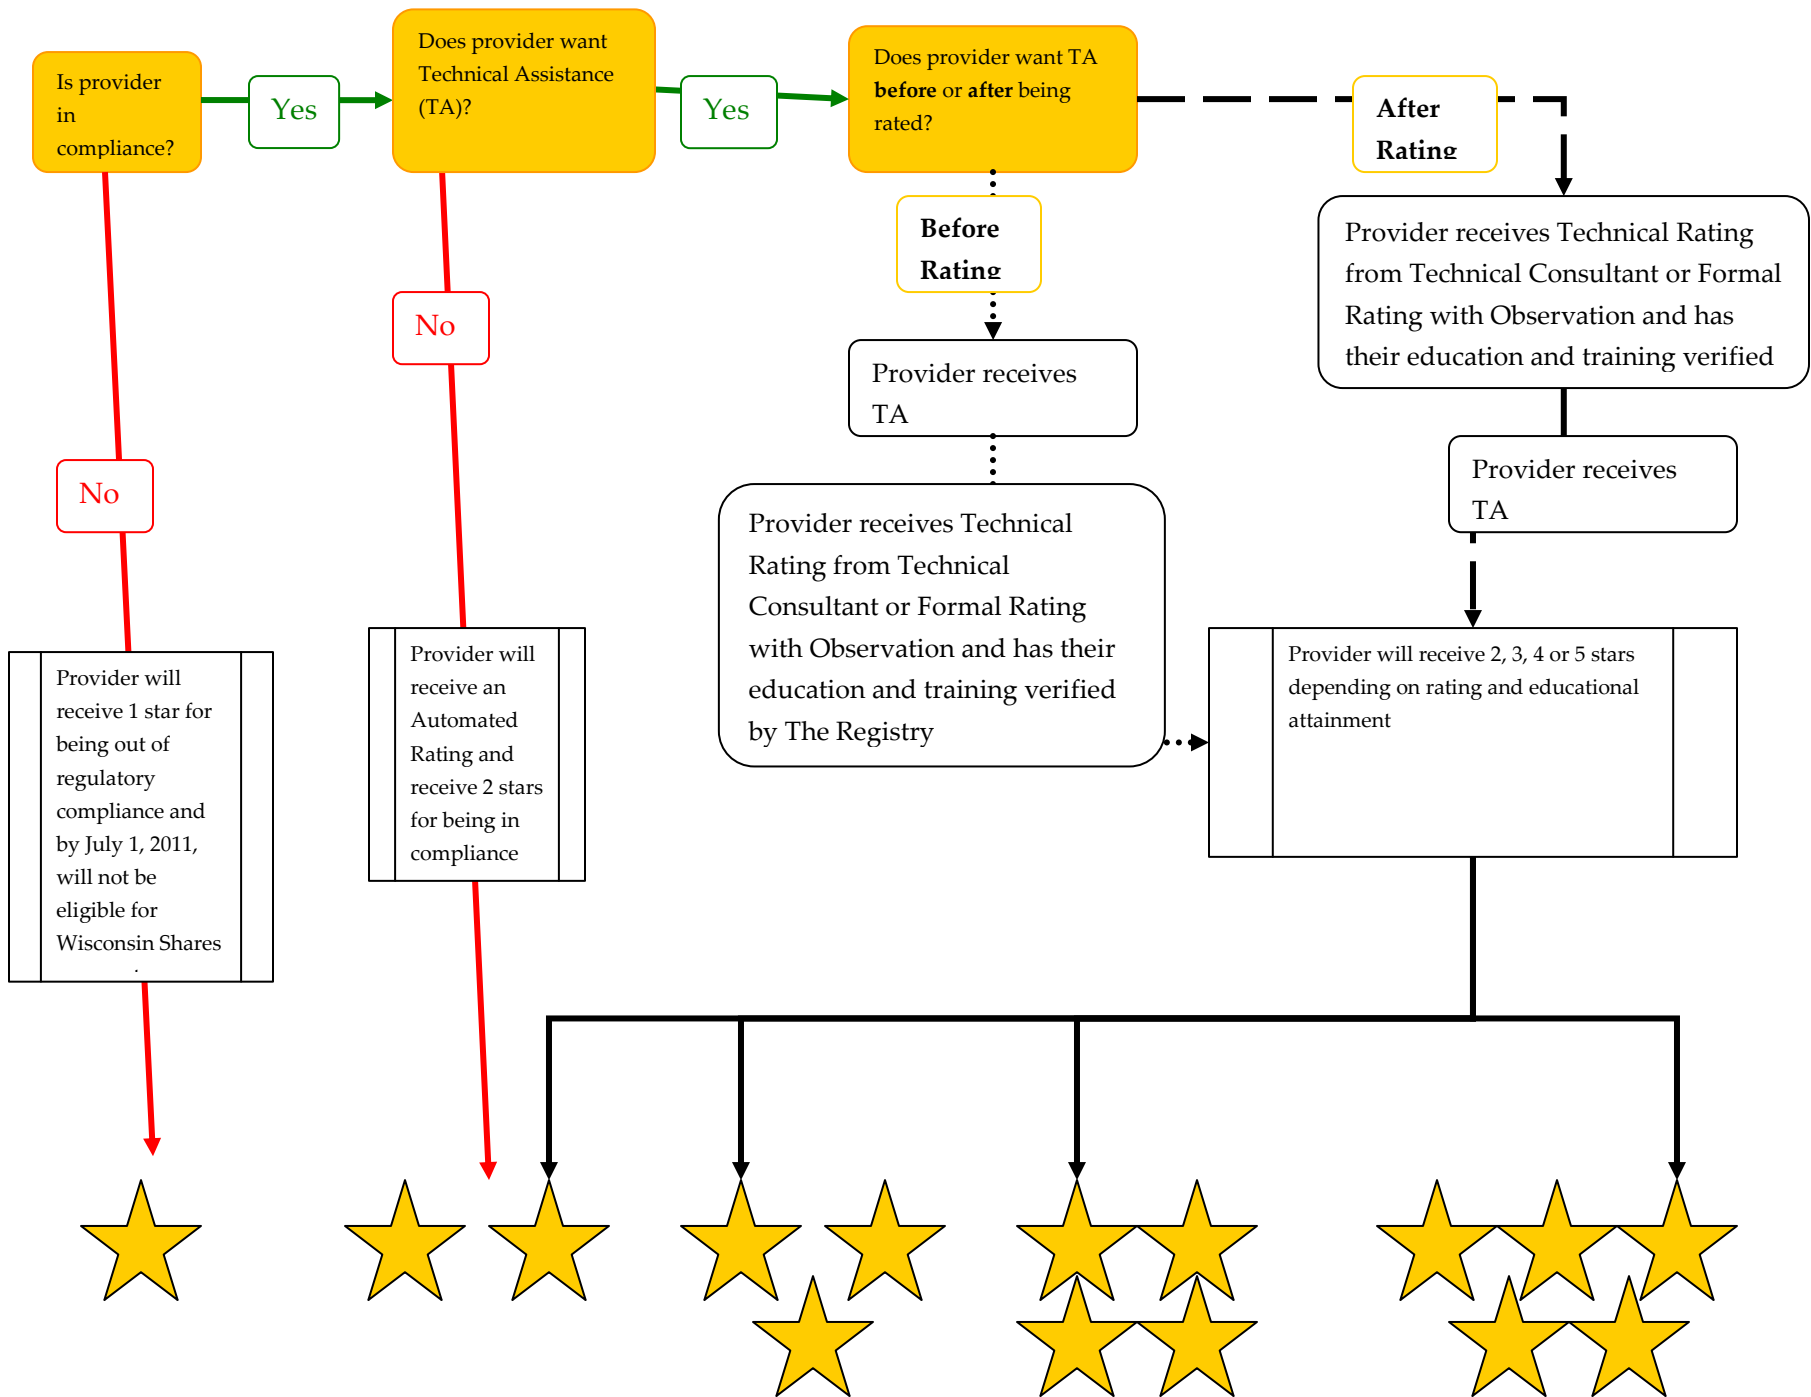 Is provider
in
compliance?
Yes
Does provider want
Technical Assistance
(TA)?
Yes
Does provider want TA
before or after being
rated?
After
Rating
Before
Rating
No
No
Provider receives
TA
Provider receives Technical Rating
from Technical Consultant or Formal
Rating with Observation and has
their education and training verified
Provider receives
TA
Provider receives Technical
Rating from Technical
Consultant or Formal Rating
with Observation and has their
education and training verified
by The Registry
Provider will
receive 1 star for
being out of
regulatory
compliance and
by July 1, 2011,
will not be
eligible for
Wisconsin Shares
.
Provider will
receive an
Automated
Rating and
receive 2 stars
for being in
compliance
Provider will receive 2, 3, 4 or 5 stars
depending on rating and educational
attainment